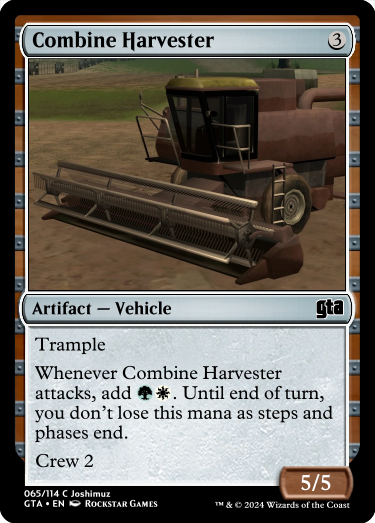 Combine Harvester 3
Artifact — Vehicle gta
Trample
Whenever Combine Harvester
attacks, add . Until end of turn,
you don't lose this mana as steps and
phases end.
Crew 2
5/5
065/114 C Joshimuz
GTA • EN Rockstar Games
™ & © 2024 Wizards of the Coast